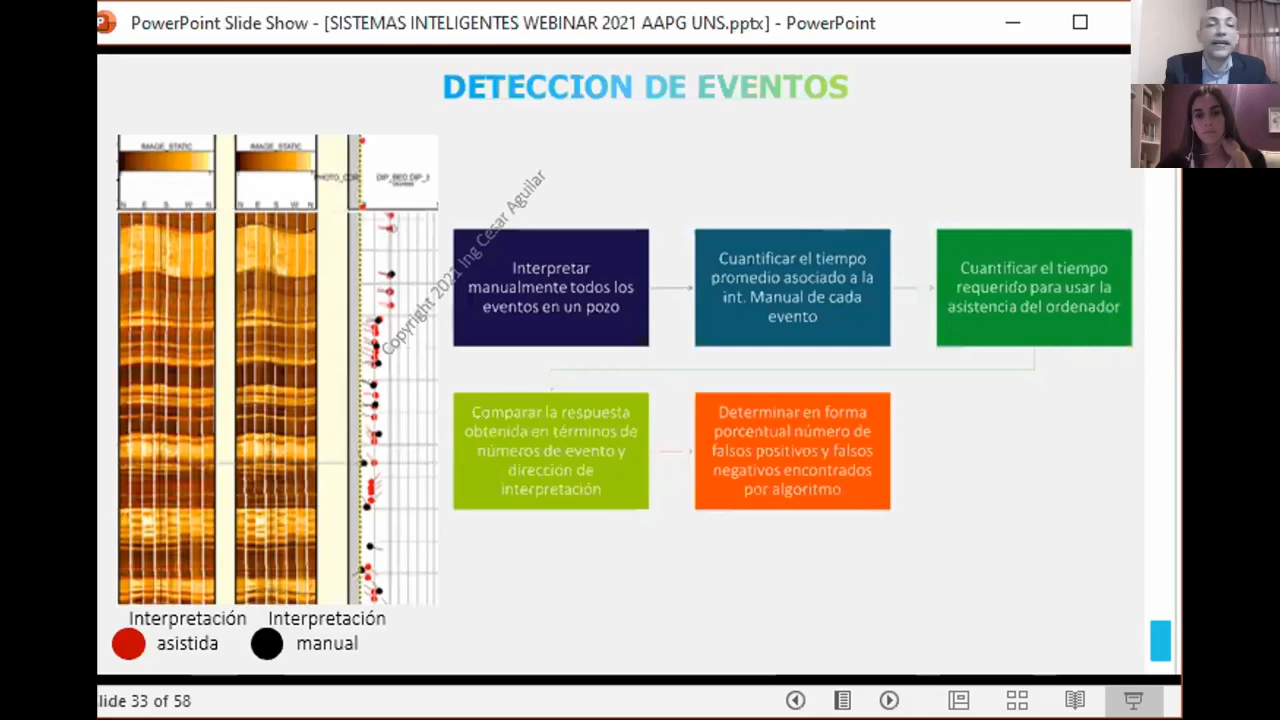 PowerPoint Slide Show - [SISTEMAS INTELIGENTES WEBINAR 2021 AAPG UNS.pptx] - PowerPoint
DETECCION DE EVENTOS
IMAGE_STATIC
IMAGE_STATIC
N E S W N
N E S W N
Copyright 2021 Ing Cesar Aguilar
Interpretar
manualmente todos los
eventos en un pozo
Cuantificar el tiempo
promedio asociado a la
int. Manual de cada
evento
Cuantificar el tiempo
requerido para usar la
asistencia del ordenador
Comparar la respuesta
obtenida en términos de
números de evento y
dirección de
interpretación
Determinar en forma
porcentual número de
falsos positivos y falsos
negativos encontrados
por algoritmo
Interpretación
asistida
Interpretación
manual
lide 33 of 58